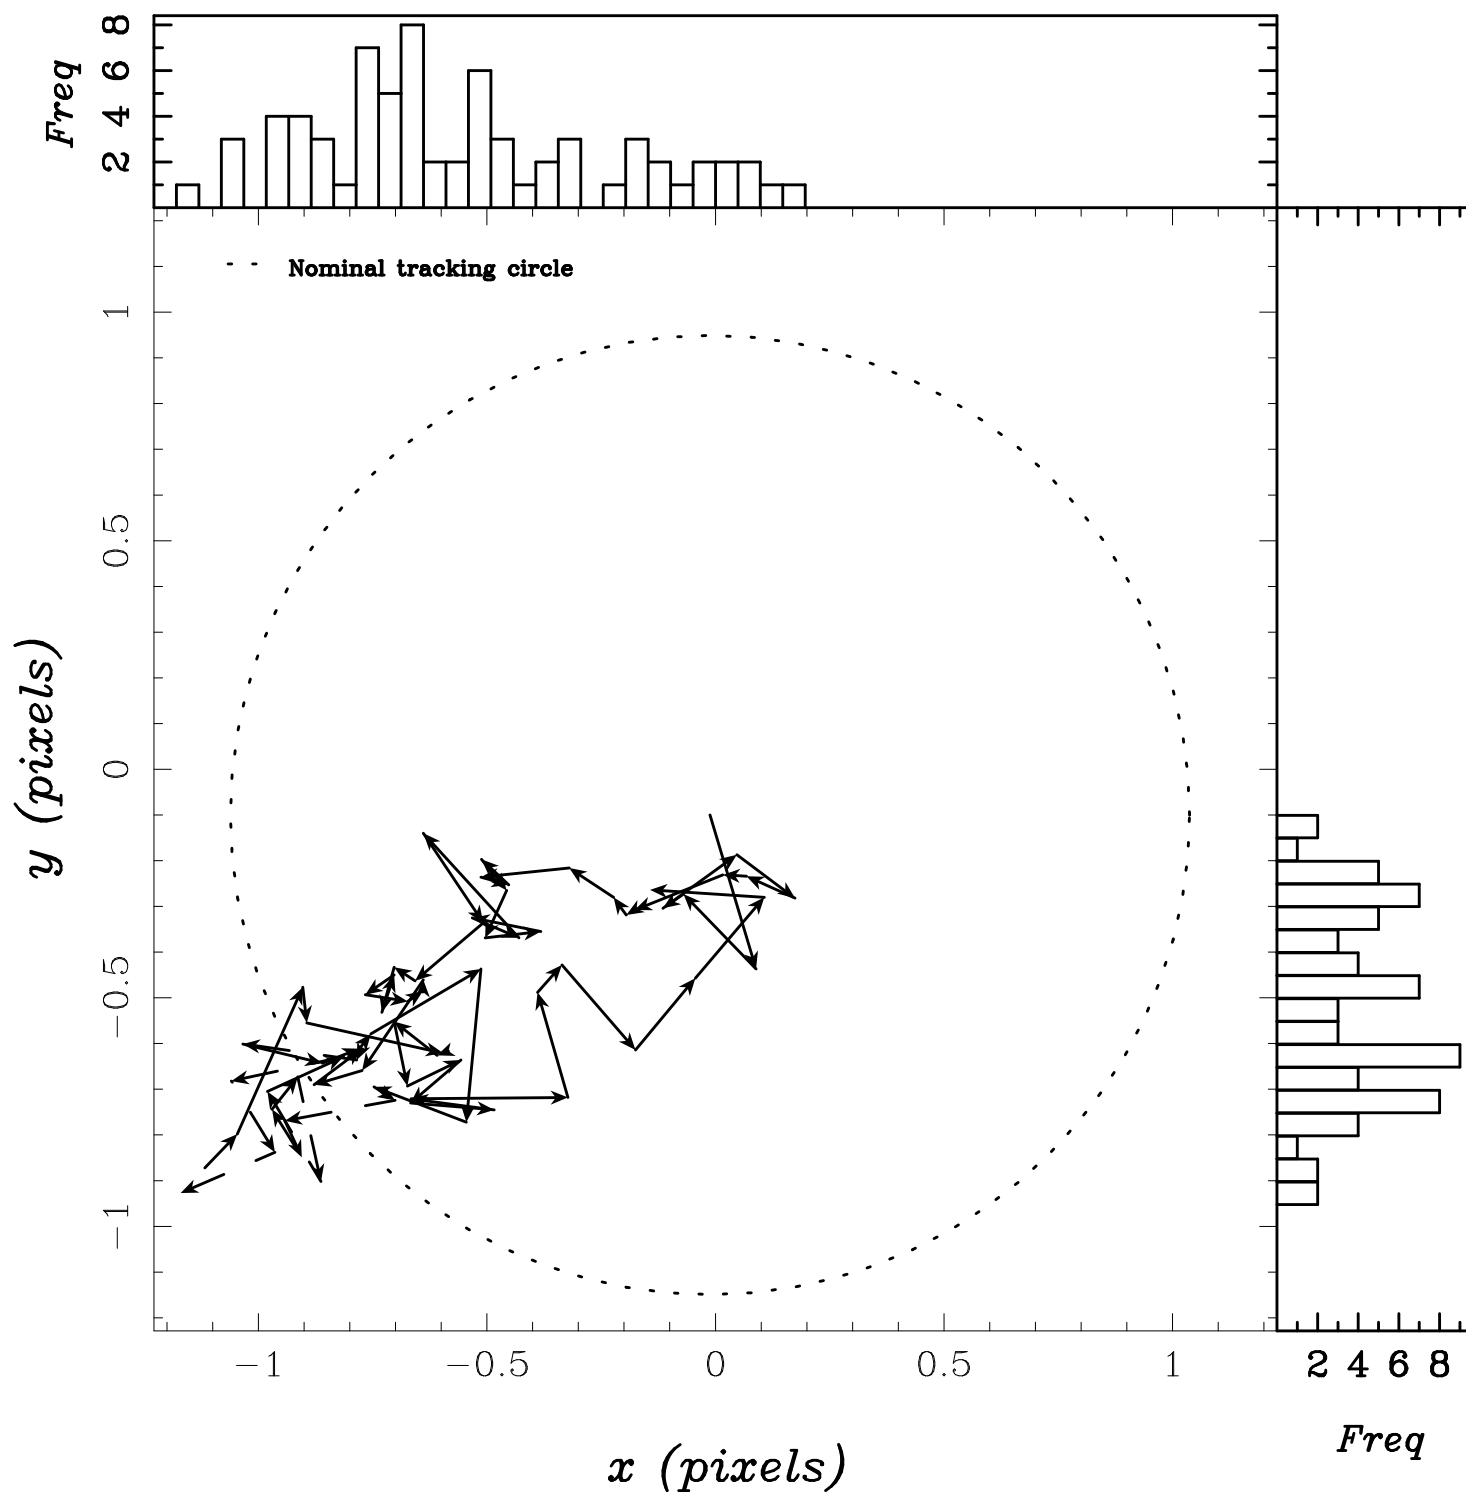 Freq
2 4 6 8
Nominal tracking circle
y (pixels)
1
0.5
0
−0.5
−1
−1 −0.5 0 0.5 1
2 4 6 8
x (pixels)
Freq